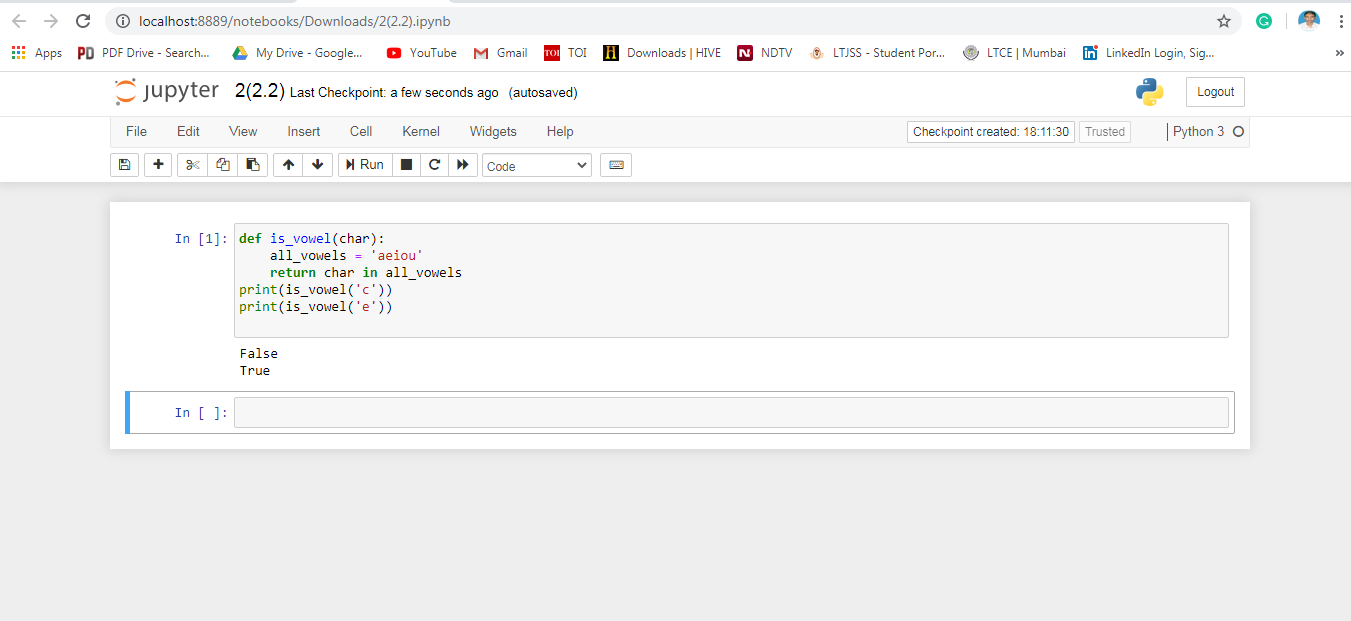 localhost:8889/notebooks/Downloads/2(2.2).ipynb
Apps PD PDF Drive - Search... My Drive - Google... YouTube Gmail TOI TOI H Downloads | HIVE N NDTV LTJSS - Student Por... LTCE | Mumbai in LinkedIn Login, Sig... »
jupyter 2(2.2) Last Checkpoint: a few seconds ago (autosaved) Logout
File Edit View Insert Cell Kernel Widgets Help Checkpoint created: 18:11:30 Trusted Python 3
Run Code
In [1]: def is_vowel(char):
    all_vowels = 'aeiou'
    return char in all_vowels
print(is_vowel('c'))
print(is_vowel('e'))
False
True
In [ ]: